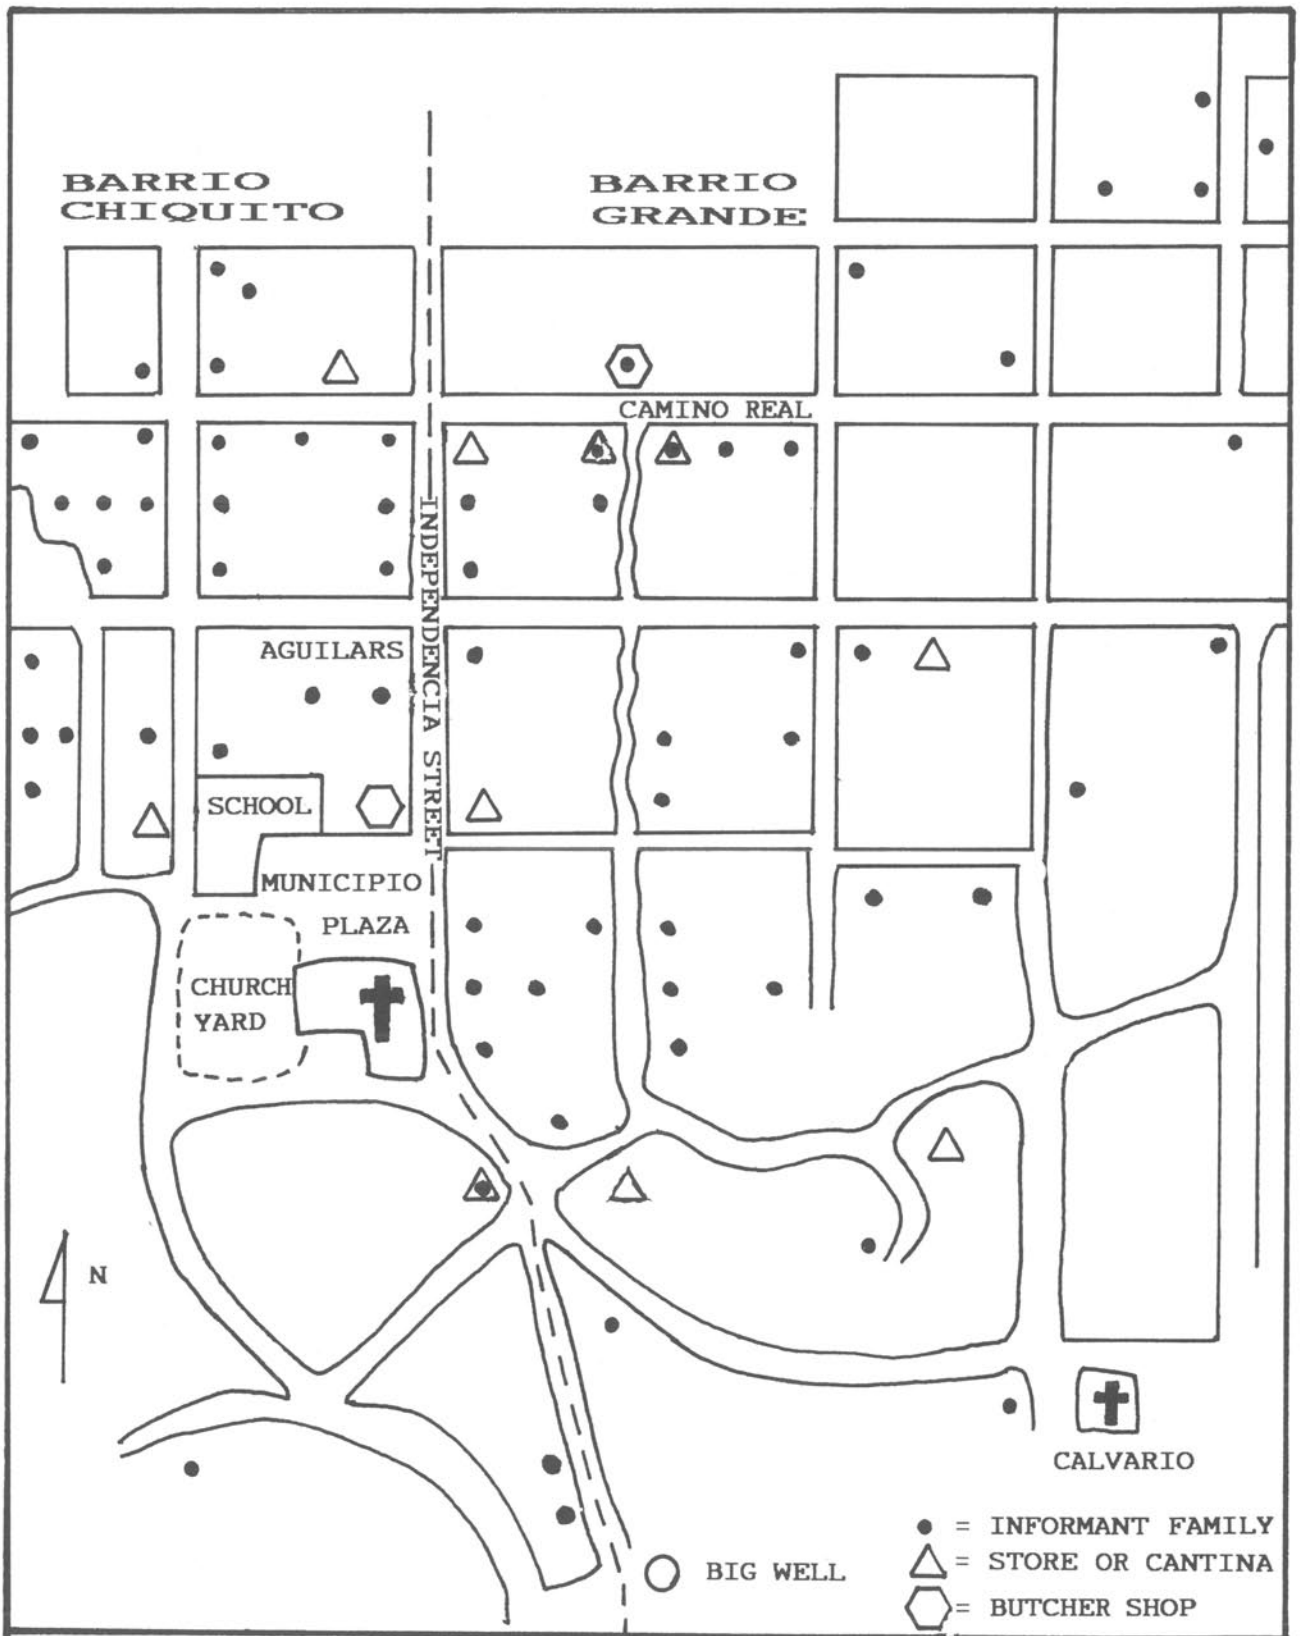 BARRIO
CHIQUITO
BARRIO
GRANDE
CAMINO REAL
INDEPENDENCIA STREET
AGUILARS
SCHOOL
MUNICIPIO
PLAZA
CHURCH
YARD
N
CALVARIO
BIG WELL
= INFORMANT FAMILY
= STORE OR CANTINA
= BUTCHER SHOP